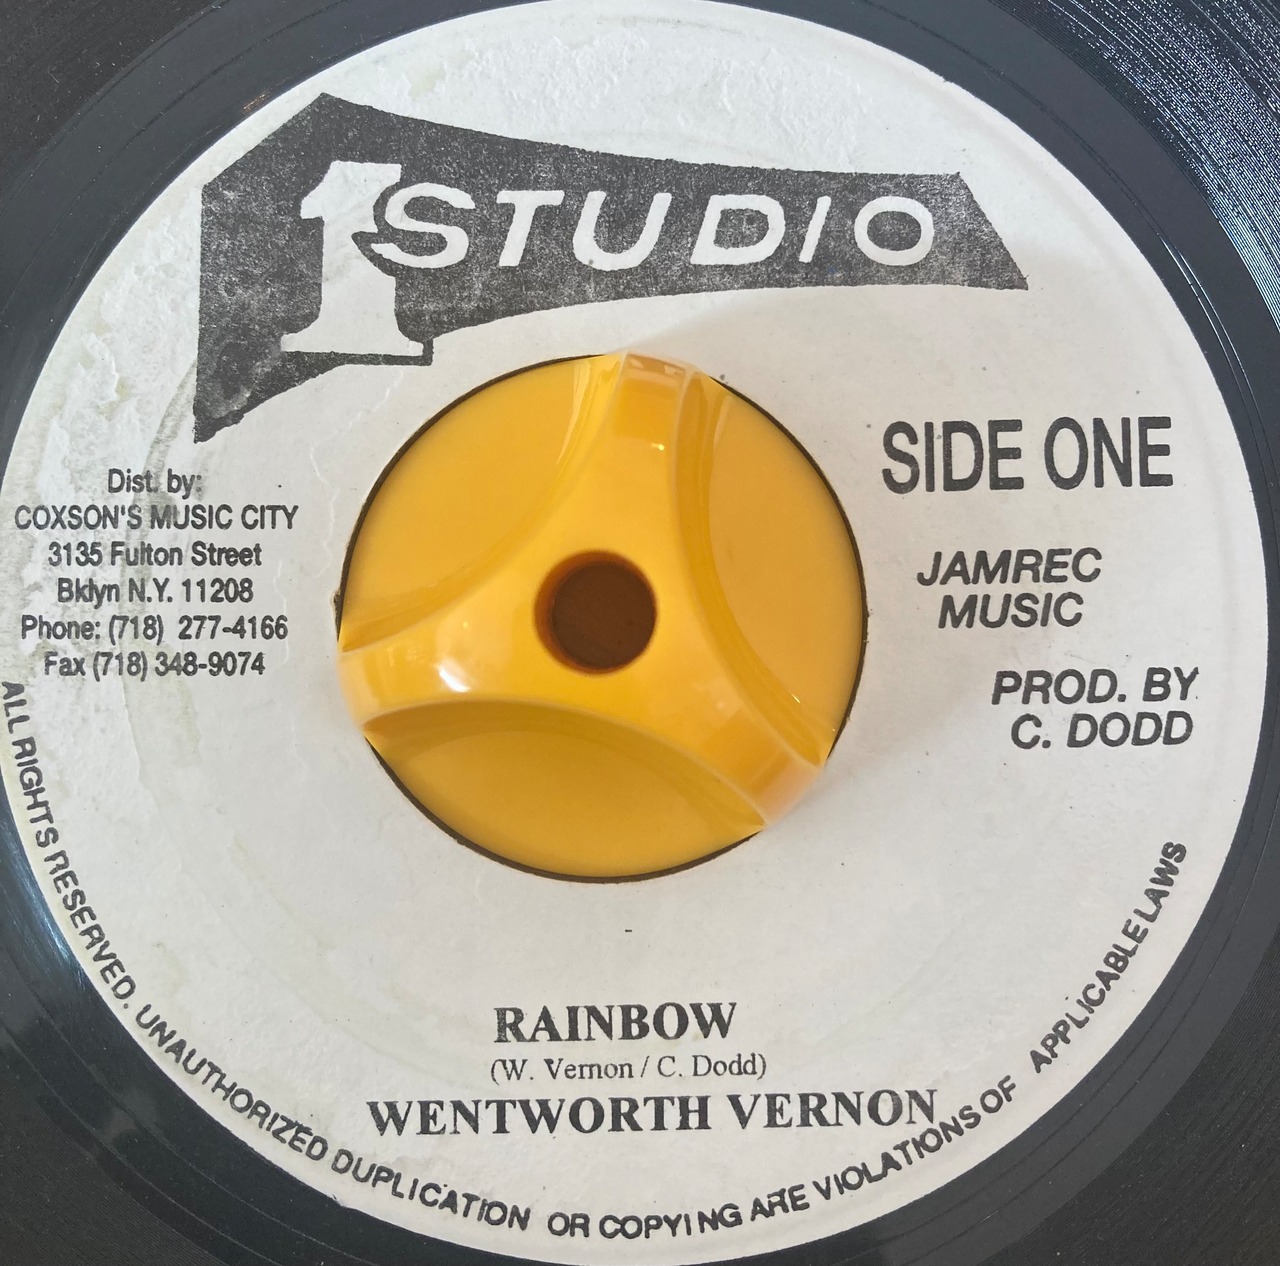 1 STUDIO
SIDE ONE
Dist. by:
COXSON'S MUSIC CITY
3135 Fulton Street
Bklyn N.Y. 11208
Phone: (718) 277-4166
Fax (718) 348-9074
JAMREC
MUSIC
PROD. BY
C. DODD
RAINBOW
(W. Vernon / C. Dodd)
WENTWORTH VERNON
ALL RIGHTS RESERVED. UNAUTHORIZED DUPLICATION OR COPYING ARE VIOLATIONS OF APPLICABLE LAWS